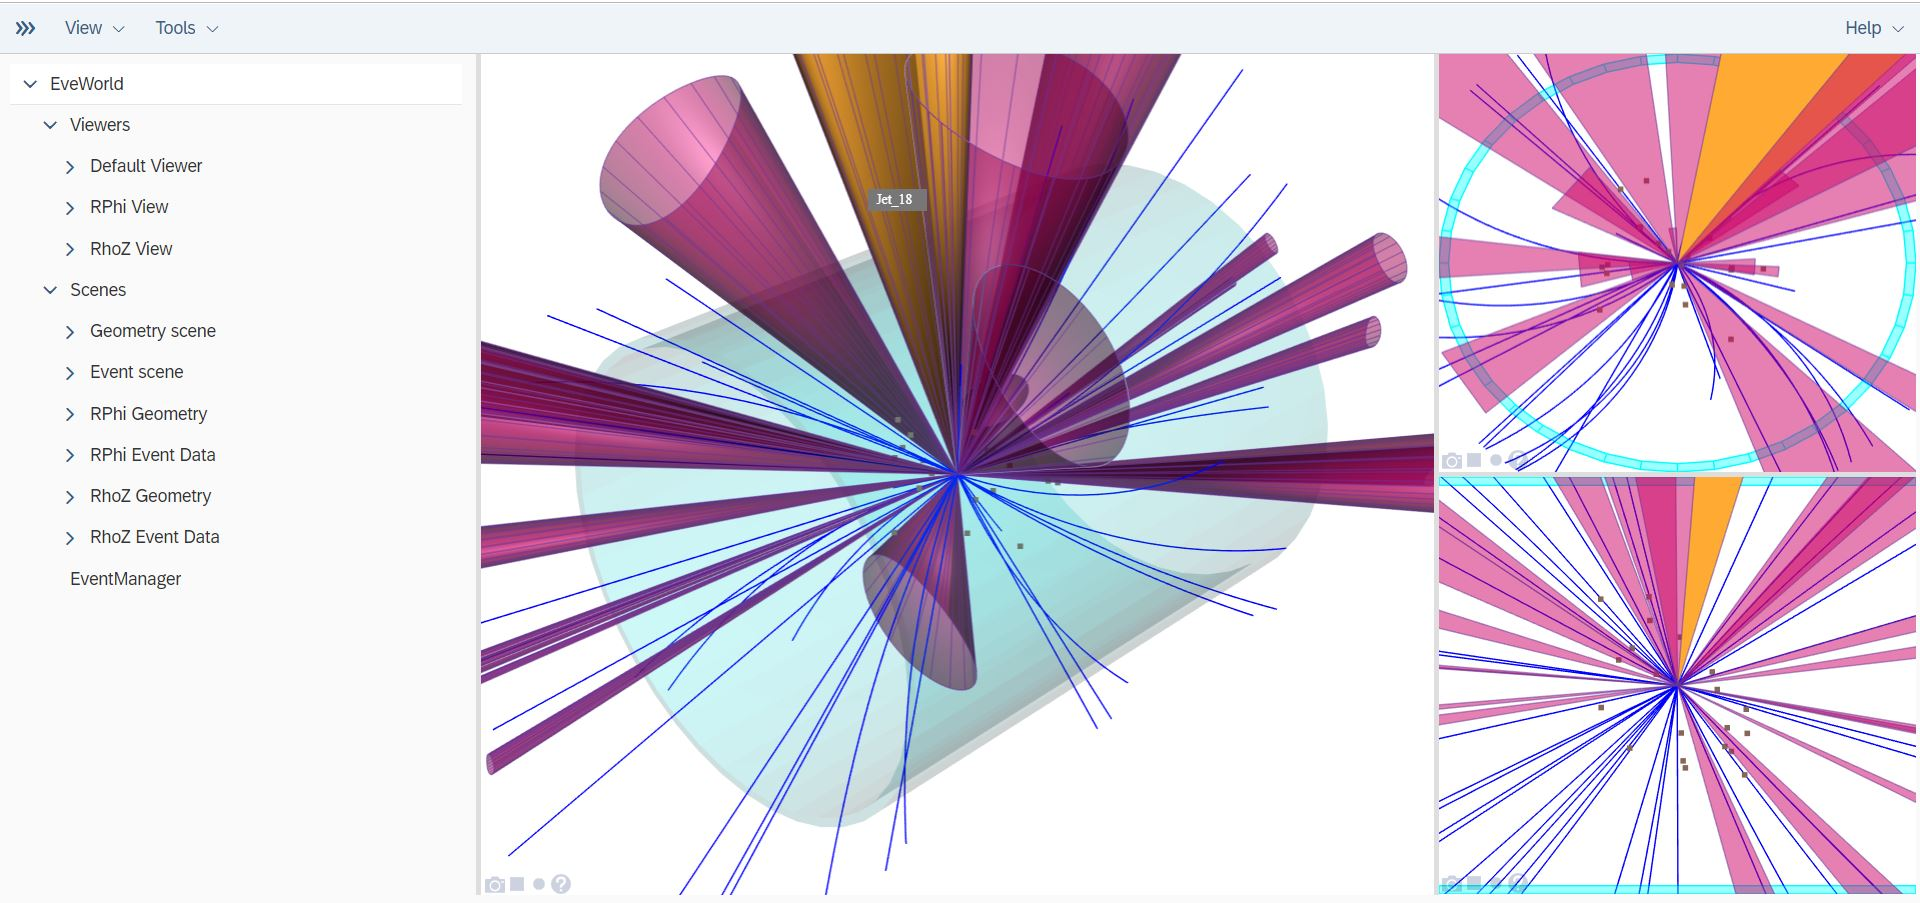 View
Tools
Help
EveWorld
Viewers
Default Viewer
RPhi View
RhoZ View
Scenes
Geometry scene
Event scene
RPhi Geometry
RPhi Event Data
RhoZ Geometry
RhoZ Event Data
EventManager
Jet_18